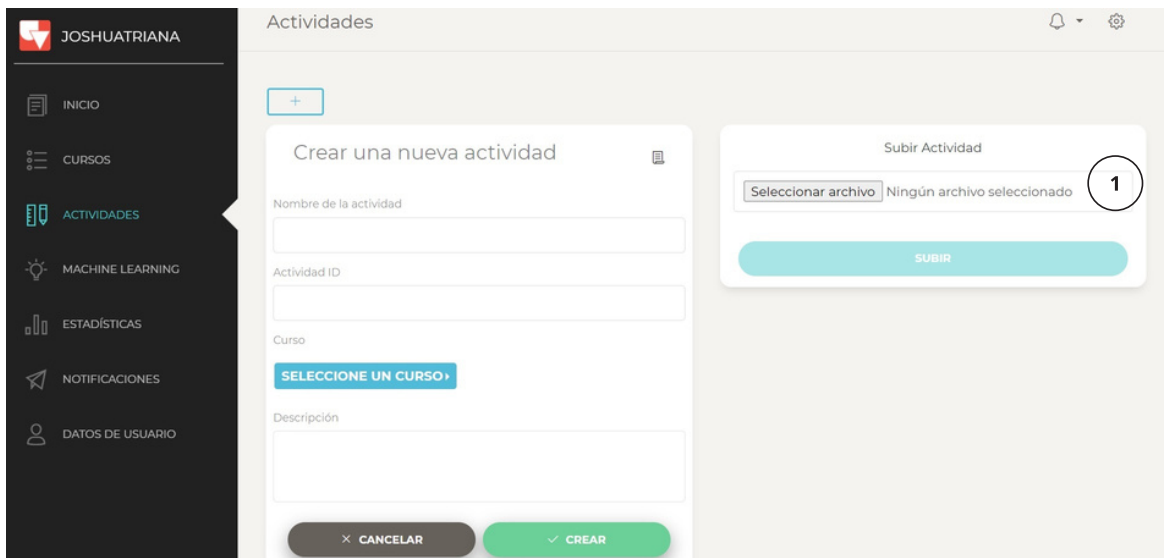 JOSHUATRIANA
INICIO
CURSOS
ACTIVIDADES
MACHINE LEARNING
ESTADÍSTICAS
NOTIFICACIONES
DATOS DE USUARIO
Actividades
+
Crear una nueva actividad
Nombre de la actividad
Actividad ID
Curso
SELECCIONE UN CURSO
Descripción
× CANCELAR
✓ CREAR
Subir Actividad
Seleccionar archivo Ningún archivo seleccionado
1
SUBIR